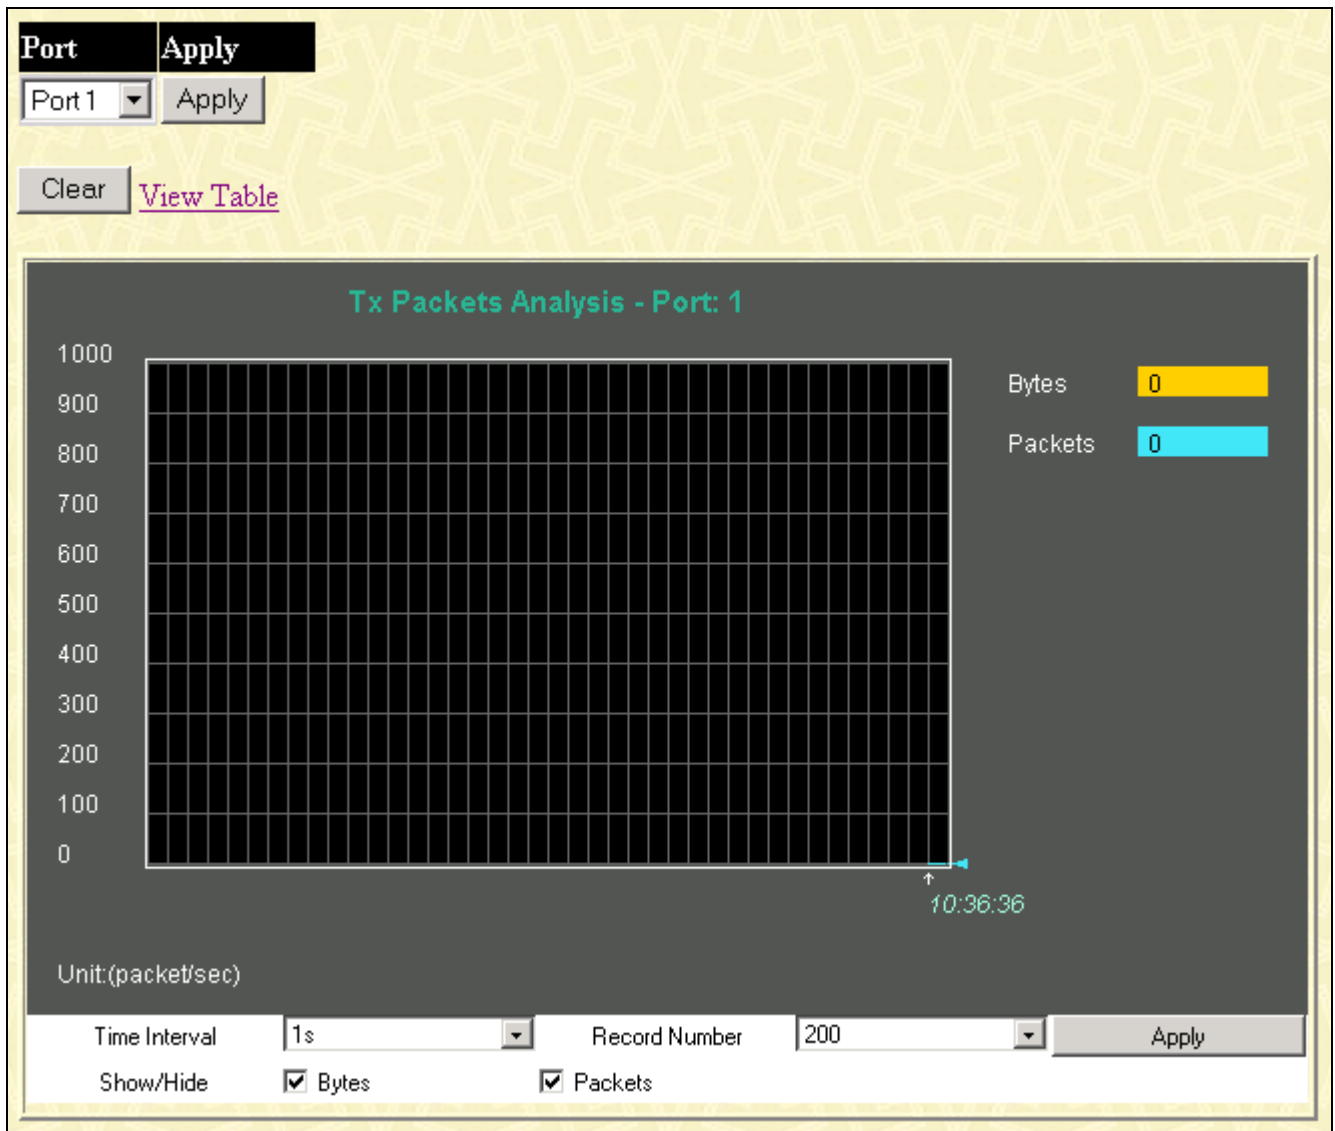 Port Apply
Port 1 Apply
Clear View Table
Tx Packets Analysis - Port: 1
1000
900
800
700
600
500
400
300
200
100
0
Bytes 0
Packets 0
10:36:36
Unit:(packet/sec)
Time Interval 1s Record Number 200 Apply
Show/Hide Bytes Packets